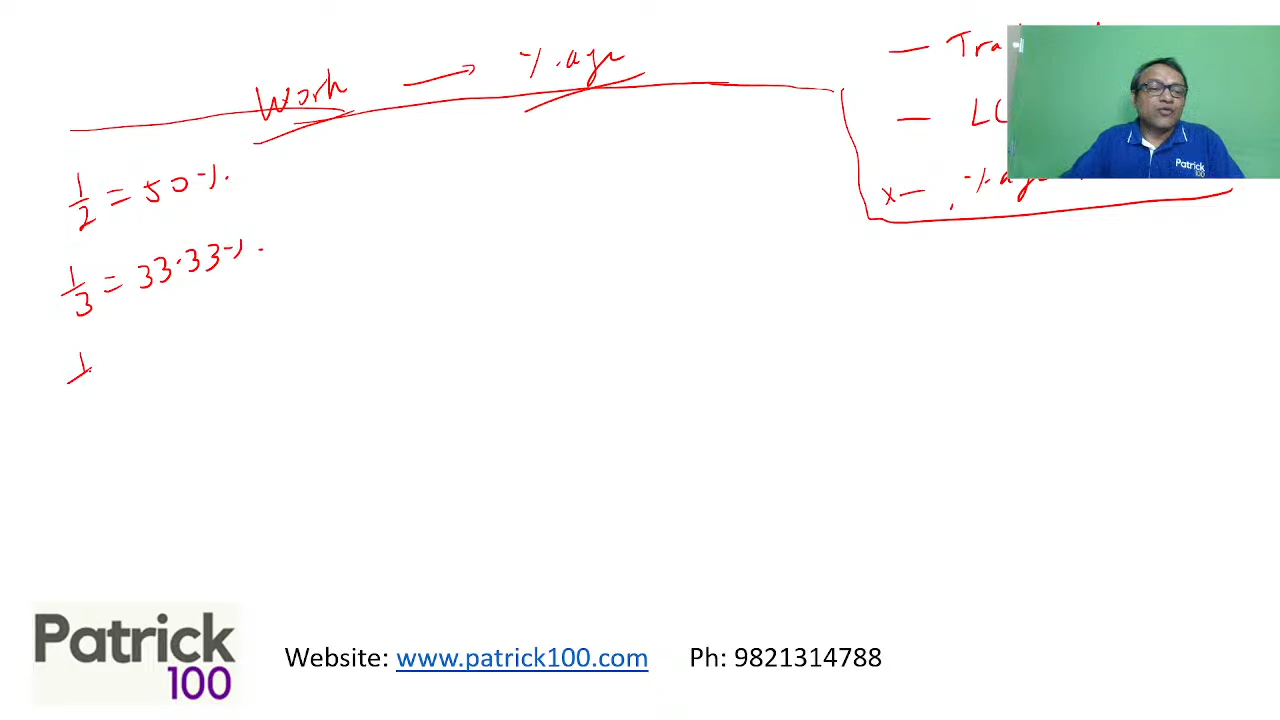 Work → %age
— Tra
— LC
x — %age
1/2 = 50%.
1/3 = 33.33%.
1
Patrick
100
Patrick
100
Website: www.patrick100.com Ph: 9821314788